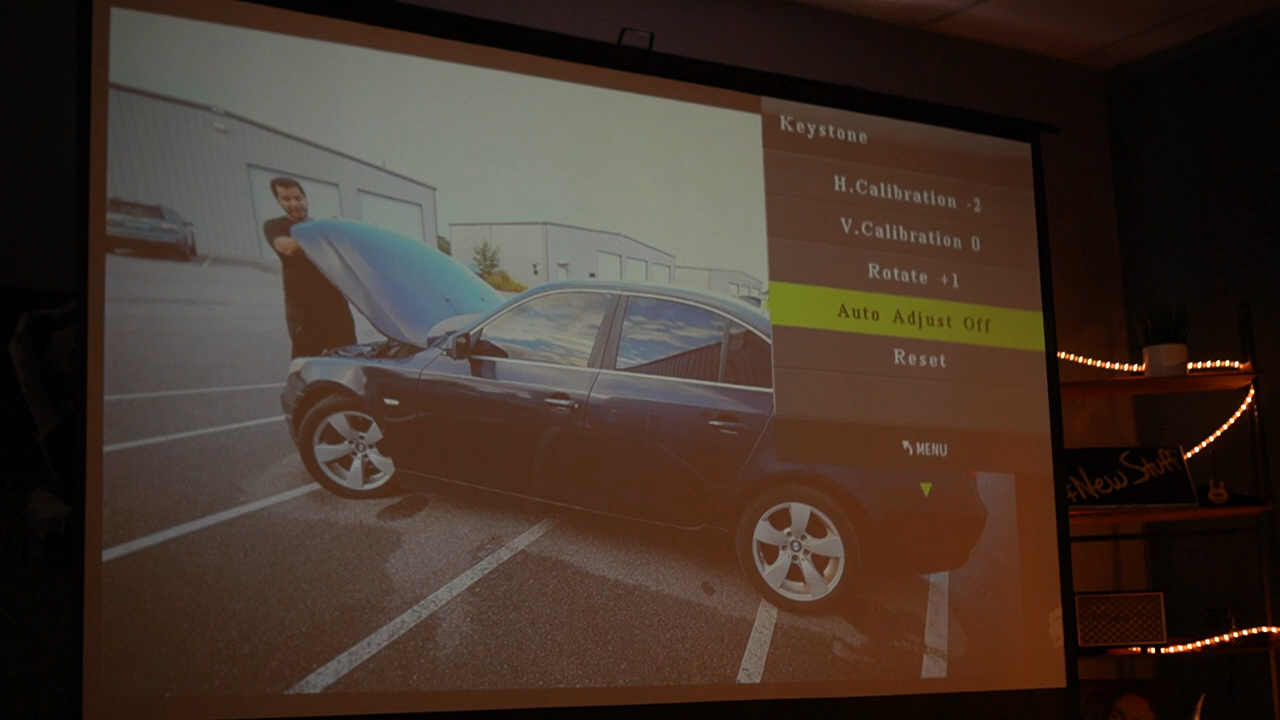 Keystone
H.Calibration -2
V.Calibration 0
Rotate +1
Auto Adjust Off
Reset
MENU
#New Stuff